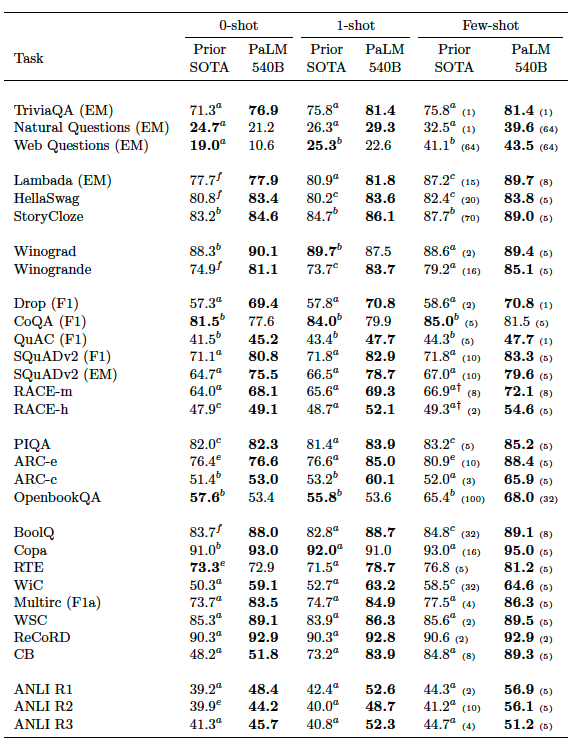 0-shot 1-shot Few-shot
Task Prior SOTA PaLM 540B Prior SOTA PaLM 540B Prior SOTA PaLM 540B
TriviaQA (EM) 71.3^a 76.9 75.8^a 81.4 75.8^a (1) 81.4 (1)
Natural Questions (EM) 24.7^a 21.2 26.3^a 29.3 32.5^a (1) 39.6 (64)
Web Questions (EM) 19.0^a 10.6 25.3^b 22.6 41.1^b (64) 43.5 (64)
Lambada (EM) 77.7^f 77.9 80.9^a 81.8 87.2^c (15) 89.7 (8)
HellaSwag 80.8^f 83.4 80.2^c 83.6 82.4^c (20) 83.8 (5)
StoryCloze 83.2^b 84.6 84.7^b 86.1 87.7^b (70) 89.0 (5)
Winograd 88.3^b 90.1 89.7^b 87.5 88.6^a (2) 89.4 (5)
Winogrande 74.9^f 81.1 73.7^c 83.7 79.2^a (16) 85.1 (5)
Drop (F1) 57.3^a 69.4 57.8^a 70.8 58.6^a (2) 70.8 (1)
CoQA (F1) 81.5^b 77.6 84.0^b 79.9 85.0^b (5) 81.5 (5)
QuAC (F1) 41.5^b 45.2 43.4^b 47.7 44.3^b (5) 47.7 (1)
SQuADv2 (F1) 71.1^a 80.8 71.8^a 82.9 71.8^a (10) 83.3 (5)
SQuADv2 (EM) 64.7^a 75.5 66.5^a 78.7 67.0^a (10) 79.6 (5)
RACE-m 64.0^a 68.1 65.6^a 69.3 66.9^a† (8) 72.1 (8)
RACE-h 47.9^c 49.1 48.7^a 52.1 49.3^a† (2) 54.6 (5)
PIQA 82.0^c 82.3 81.4^a 83.9 83.2^c (5) 85.2 (5)
ARC-e 76.4^e 76.6 76.6^a 85.0 80.9^e (10) 88.4 (5)
ARC-c 51.4^b 53.0 53.2^b 60.1 52.0^a (3) 65.9 (5)
OpenbookQA 57.6^b 53.4 55.8^b 53.6 65.4^b (100) 68.0 (32)
BoolQ 83.7^f 88.0 82.8^a 88.7 84.8^c (32) 89.1 (8)
Copa 91.0^b 93.0 92.0^a 91.0 93.0^a (16) 95.0 (5)
RTE 73.3^e 72.9 71.5^a 78.7 76.8 (5) 81.2 (5)
WiC 50.3^a 59.1 52.7^a 63.2 58.5^c (32) 64.6 (5)
Multirc (F1a) 73.7^a 83.5 74.7^a 84.9 77.5^a (4) 86.3 (5)
WSC 85.3^a 89.1 83.9^a 86.3 85.6^a (2) 89.5 (5)
ReCoRD 90.3^a 92.9 90.3^a 92.8 90.6 (2) 92.9 (2)
CB 48.2^a 51.8 73.2^a 83.9 84.8^a (8) 89.3 (5)
ANLI R1 39.2^a 48.4 42.4^a 52.6 44.3^a (2) 56.9 (5)
ANLI R2 39.9^e 44.2 40.0^a 48.7 41.2^a (10) 56.1 (5)
ANLI R3 41.3^a 45.7 40.8^a 52.3 44.7^a (4) 51.2 (5)